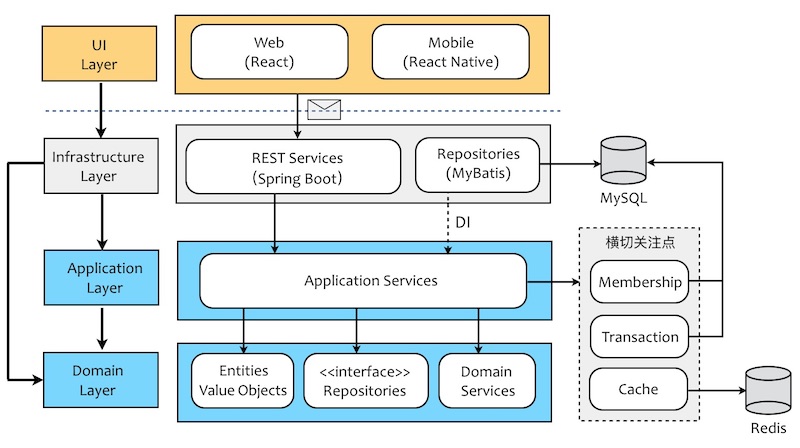 UI
Layer
Web
(React)
Mobile
(React Native)
Infrastructure
Layer
REST Services
(Spring Boot)
Repositories
(MyBatis)
MySQL
DI
横切关注点
Application
Layer
Application Services
Membership
Transaction
Cache
Domain
Layer
Entities
Value Objects
<<interface>>
Repositories
Domain
Services
Redis